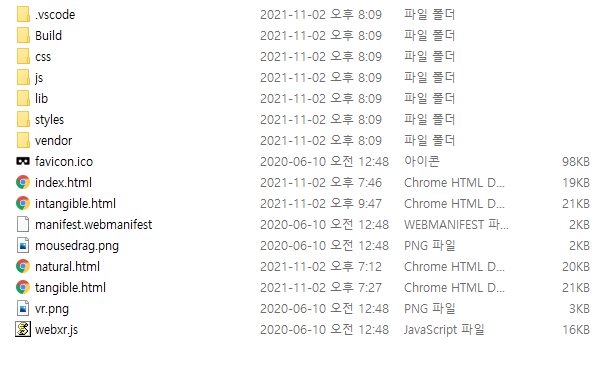 .vscode 2021-11-02 오후 8:09 파일 폴더
Build 2021-11-02 오후 8:09 파일 폴더
css 2021-11-02 오후 8:09 파일 폴더
js 2021-11-02 오후 8:09 파일 폴더
lib 2021-11-02 오후 8:09 파일 폴더
styles 2021-11-02 오후 8:09 파일 폴더
vendor 2021-11-02 오후 8:09 파일 폴더
favicon.ico 2020-06-10 오전 12:48 아이콘 98KB
index.html 2021-11-02 오후 7:46 Chrome HTML D... 19KB
intangible.html 2021-11-02 오후 9:47 Chrome HTML D... 21KB
manifest.webmanifest 2020-06-10 오전 12:48 WEBMANIFEST 파... 2KB
mousedrag.png 2020-06-10 오전 12:48 PNG 파일 2KB
natural.html 2021-11-02 오후 7:12 Chrome HTML D... 20KB
tangible.html 2021-11-02 오후 7:27 Chrome HTML D... 21KB
vr.png 2020-06-10 오전 12:48 PNG 파일 3KB
webxr.js 2020-06-10 오전 12:48 JavaScript 파일 16KB